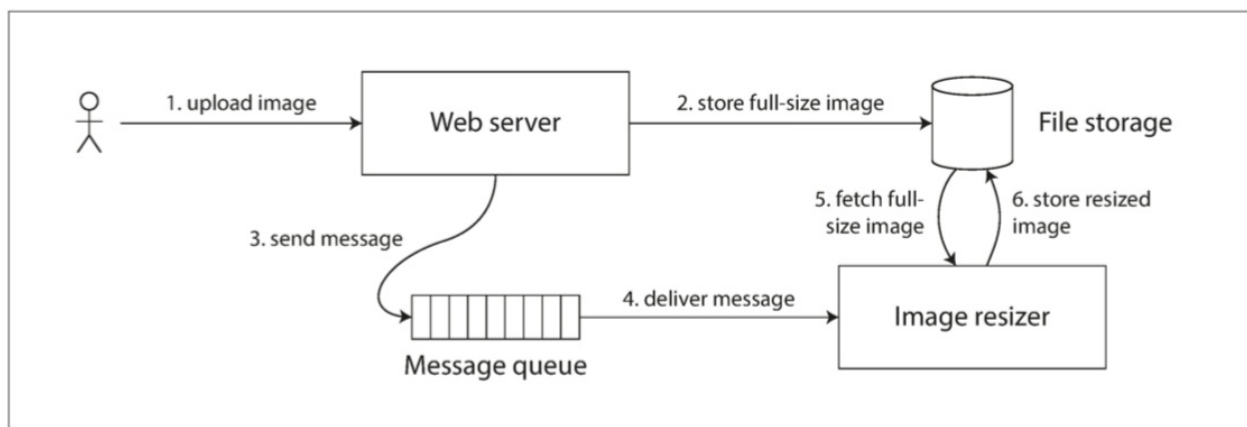 1. upload image
Web server
2. store full-size image
File storage
3. send message
5. fetch full-
size image
6. store resized
image
4. deliver message
Image resizer
Message queue